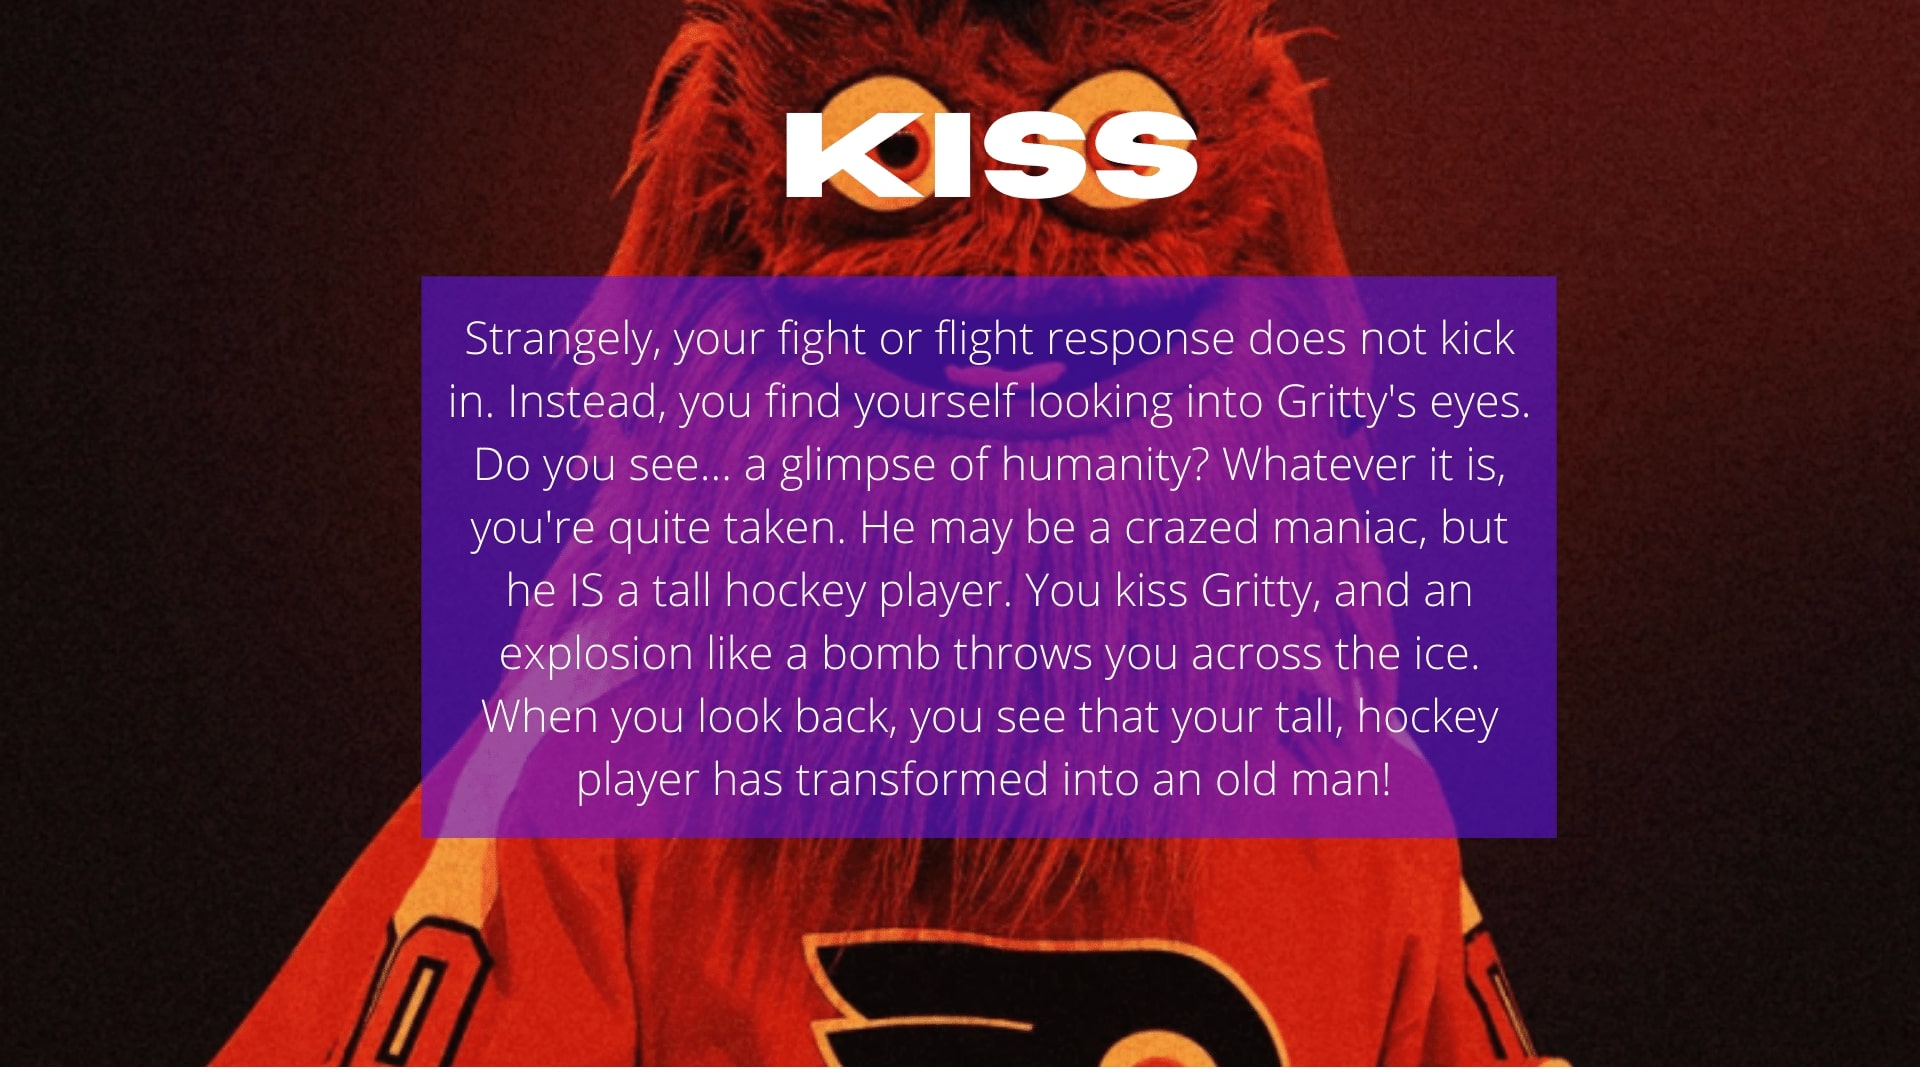 KISS
Strangely, your fight or flight response does not kick
in. Instead, you find yourself looking into Gritty's eyes.
Do you see... a glimpse of humanity? Whatever it is,
you're quite taken. He may be a crazed maniac, but
he IS a tall hockey player. You kiss Gritty, and an
explosion like a bomb throws you across the ice.
When you look back, you see that your tall, hockey
player has transformed into an old man!